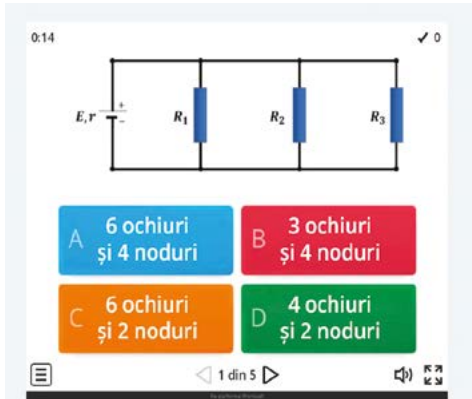 0:14
✓ 0
E,r
+
−
R₁
R₂
R₃
A
6 ochiuri
și 4 noduri
B
3 ochiuri
și 4 noduri
C
6 ochiuri
și 2 noduri
D
4 ochiuri
și 2 noduri
1 din 5